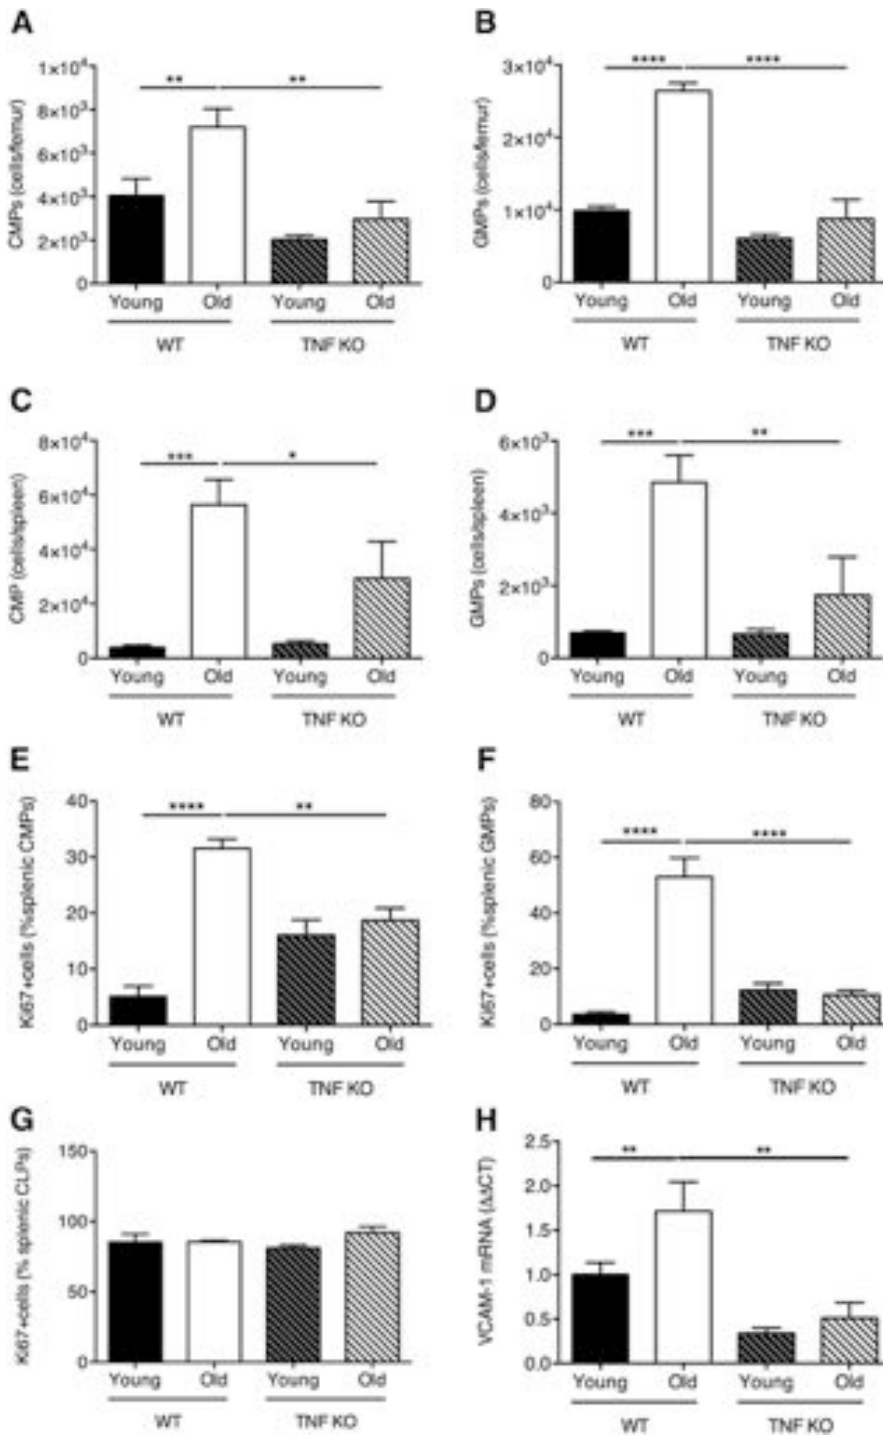 A
CMPs (cells/femur)
1×10⁴
8×10³
6×10³
4×10³
2×10³
0
** **
Young Old Young Old
WT TNF KO
B
GMPs (cells/femur)
3×10⁴
2×10⁴
1×10⁴
0
**** ****
Young Old Young Old
WT TNF KO
C
CMP (cells/spleen)
8×10⁴
6×10⁴
4×10⁴
2×10⁴
0
*** *
Young Old Young Old
WT TNF KO
D
GMPs (cells/spleen)
6×10³
4×10³
2×10³
0
*** **
Young Old Young Old
WT TNF KO
E
Ki67+cells (%splenic CMPs)
40
30
20
10
0
**** **
Young Old Young Old
WT TNF KO
F
Ki67+cells (%splenic GMPs)
80
60
40
20
0
**** ****
Young Old Young Old
WT TNF KO
G
Ki67+cells (% splenic CLPs)
150
100
50
0
Young Old Young Old
WT TNF KO
H
VCAM-1 mRNA (ΔΔCT)
2.5
2.0
1.5
1.0
0.5
0.0
** **
Young Old Young Old
WT TNF KO